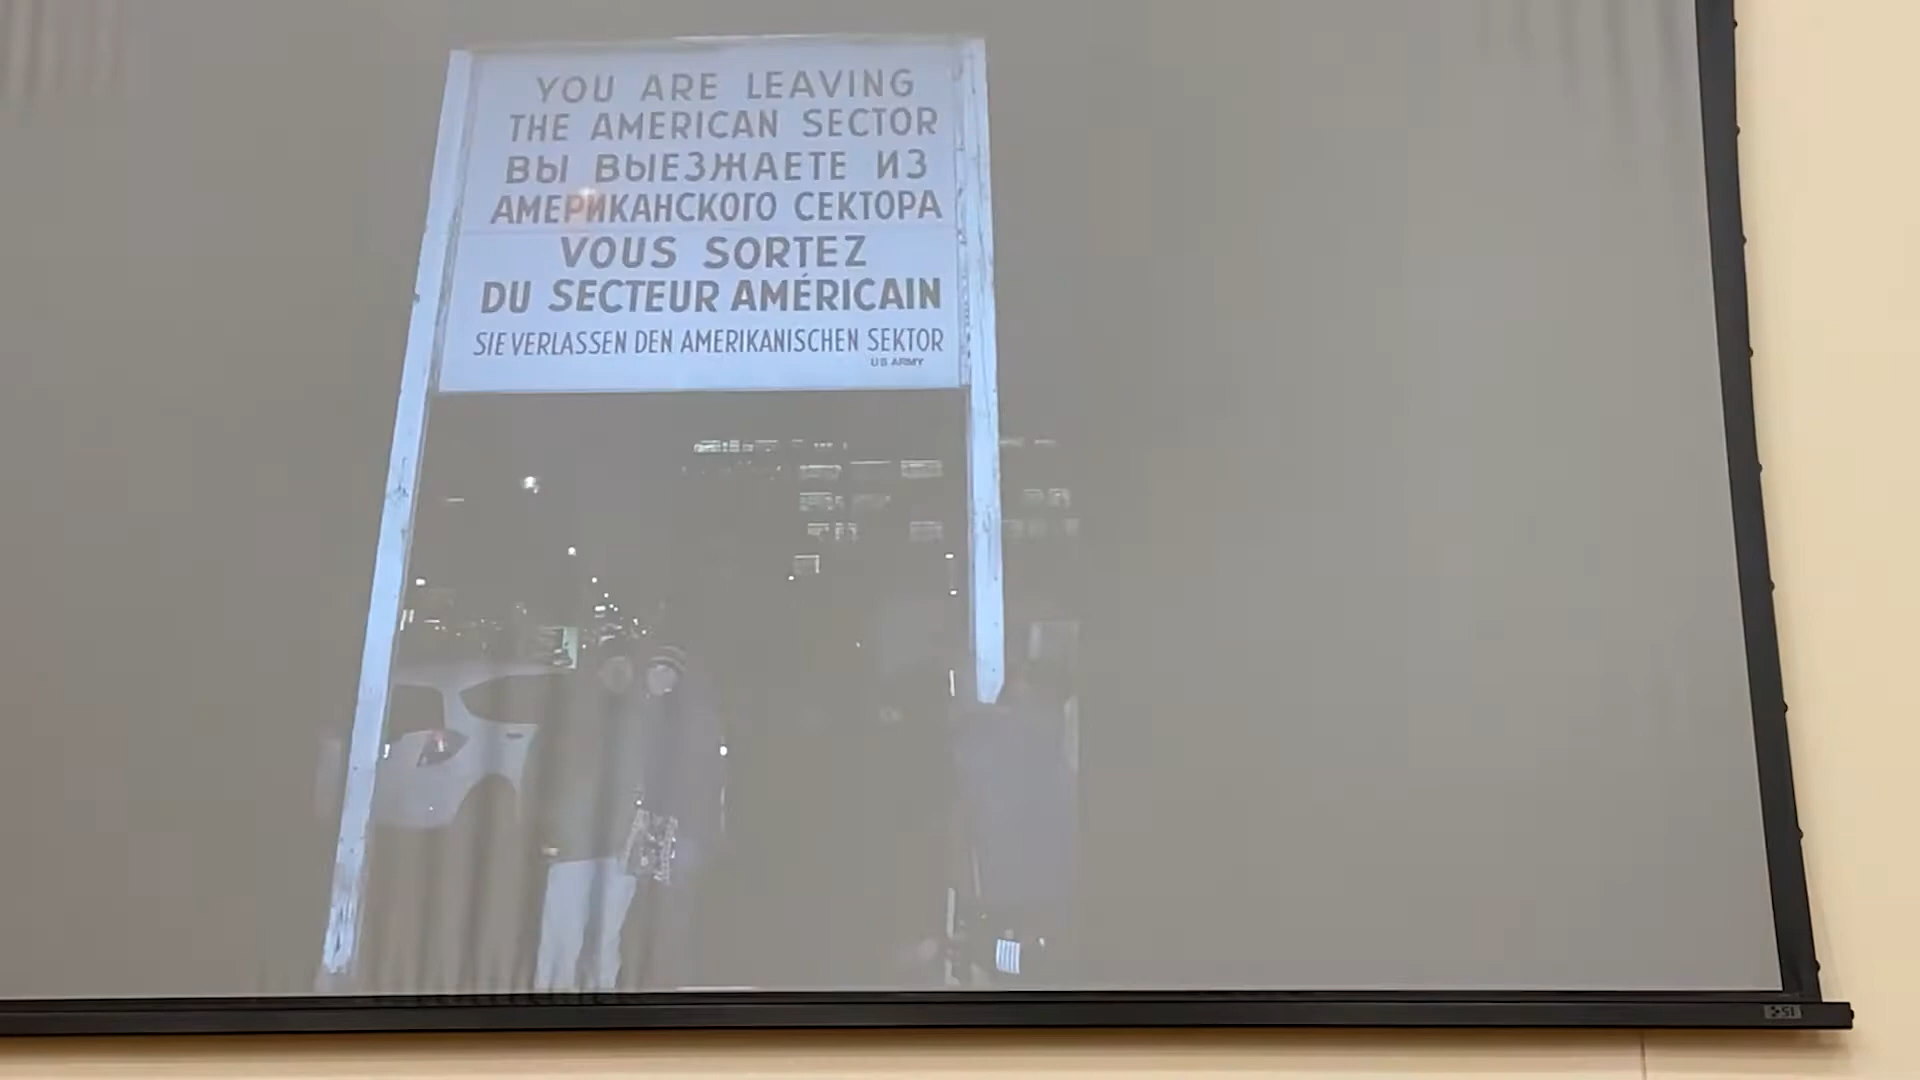 YOU ARE LEAVING
THE AMERICAN SECTOR
ВЫ ВЫЕЗЖАЕТЕ ИЗ
АМЕРИКАНСКОГО СЕКТОРА
VOUS SORTEZ
DU SECTEUR AMÉRICAIN
SIE VERLASSEN DEN AMERIKANISCHEN SEKTOR
US ARMY